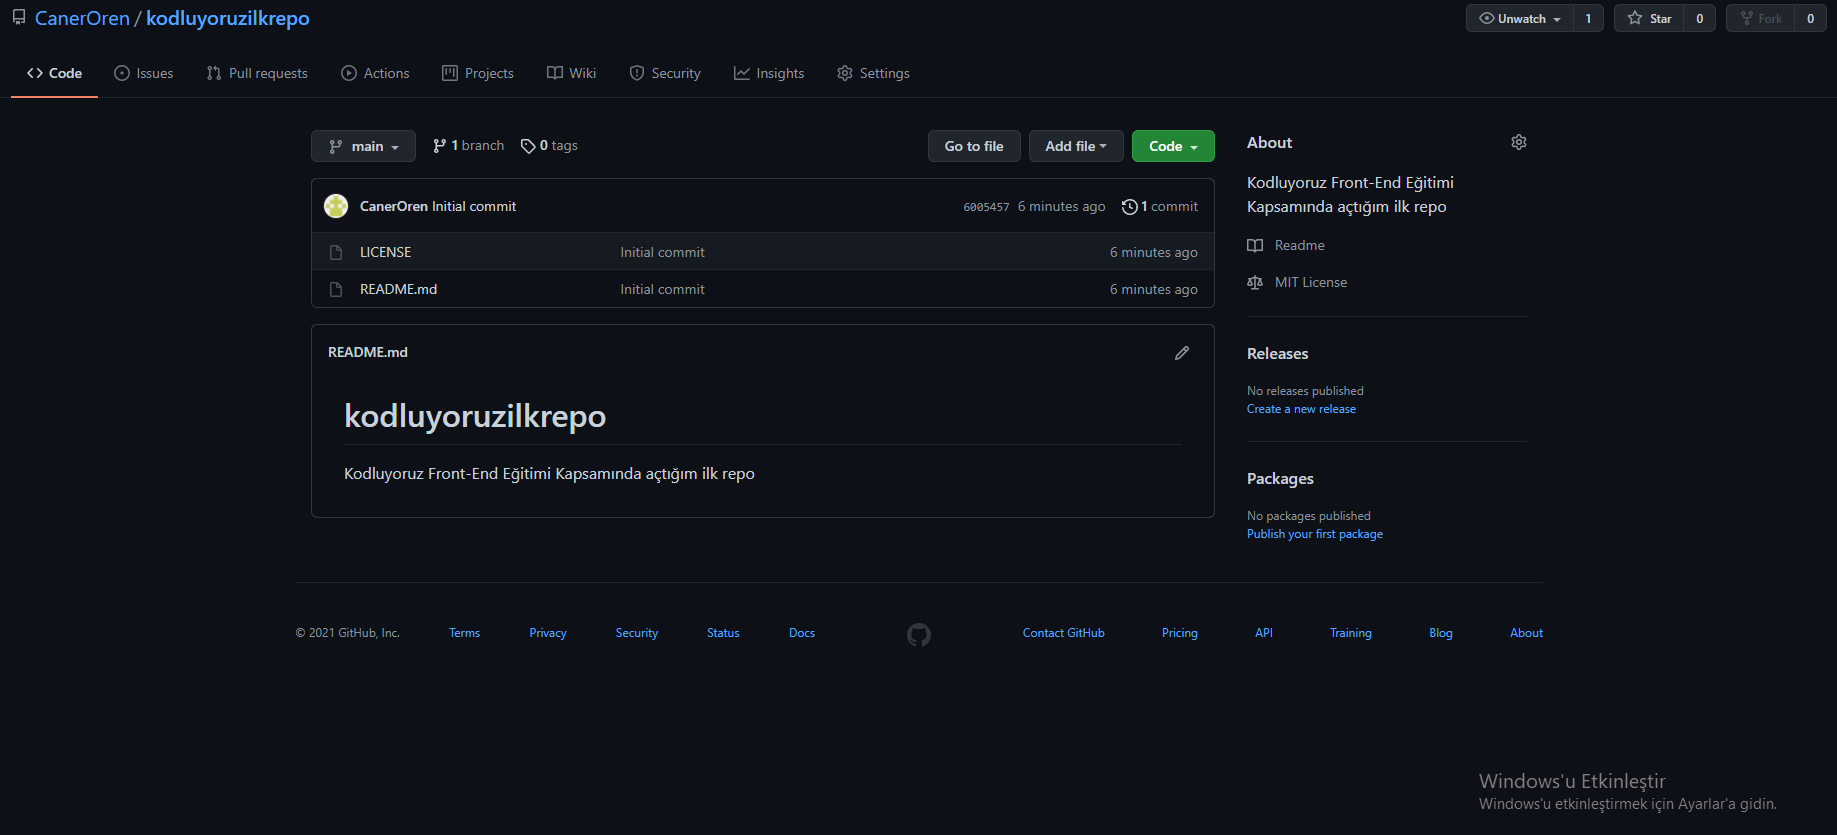 CanerOren / kodluyoruzilkrepo
Unwatch 1 Star 0 Fork 0
Code Issues Pull requests Actions Projects Wiki Security Insights Settings
main 1 branch 0 tags Go to file Add file Code
CanerOren Initial commit 6005457 6 minutes ago 1 commit
LICENSE Initial commit 6 minutes ago
README.md Initial commit 6 minutes ago
README.md
kodluyoruzilkrepo
Kodluyoruz Front-End Eğitimi Kapsamında açtığım ilk repo
About
Kodluyoruz Front-End Eğitimi
Kapsamında açtığım ilk repo
Readme
MIT License
Releases
No releases published
Create a new release
Packages
No packages published
Publish your first package
© 2021 GitHub, Inc. Terms Privacy Security Status Docs Contact GitHub Pricing API Training Blog About
Windows'u Etkinleştir
Windows'u etkinleştirmek için Ayarlar'a gidin.